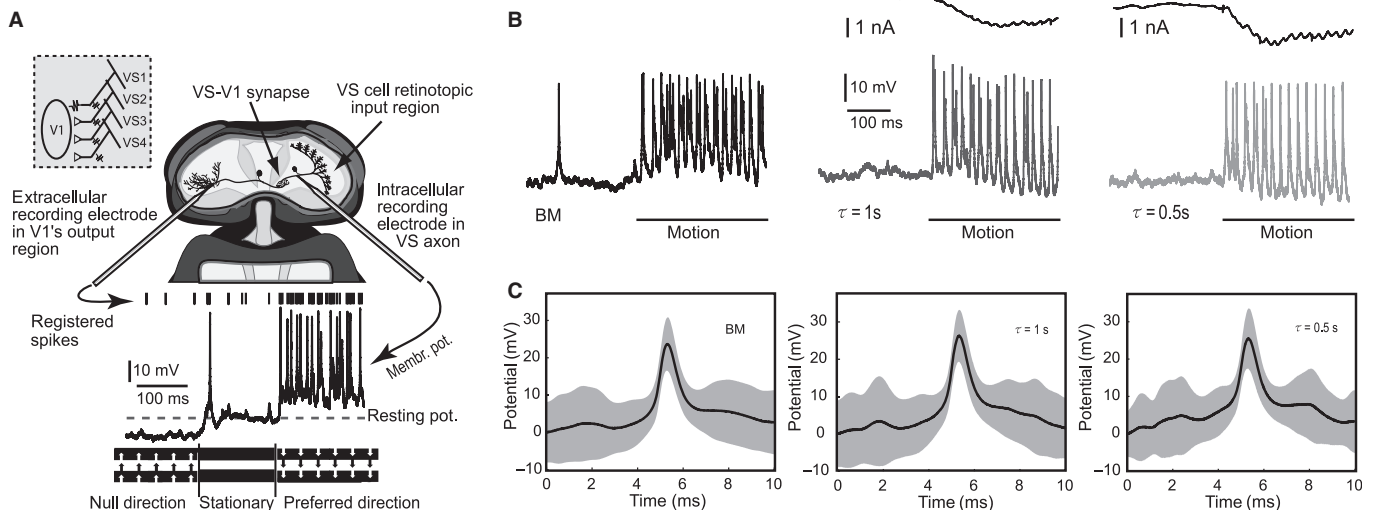 A
VS1
VS2
VS3
VS4
V1
VS-V1 synapse
VS cell retinotopic
input region
Extracellular
recording electrode
in V1's output
region
Intracellular
recording
electrode in
VS axon
Registered
spikes
Membr. pot.
10 mV
100 ms
Resting pot.
Null direction
Stationary
Preferred direction
B
BM
Motion
1 nA
10 mV
100 ms
τ = 1s
Motion
1 nA
τ = 0.5s
Motion
C
Potential (mV)
30
20
10
0
−10
BM
0 2 4 6 8 10
Time (ms)
Potential (mV)
30
20
10
0
−10
τ = 1 s
0 2 4 6 8 10
Time (ms)
Potential (mV)
30
20
10
0
−10
τ = 0.5 s
0 2 4 6 8 10
Time (ms)